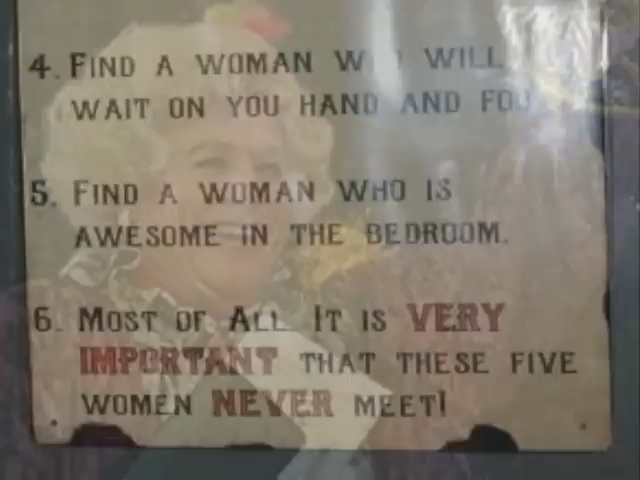 4. FIND A WOMAN WILL
WAIT ON YOU HAND AND
5. FIND A WOMAN WHO IS
AWESOME IN THE BEDROOM.
6. MOST OF ALL IT IS VERY
IMPORTANT THAT THESE FIVE
WOMEN NEVER MEET!